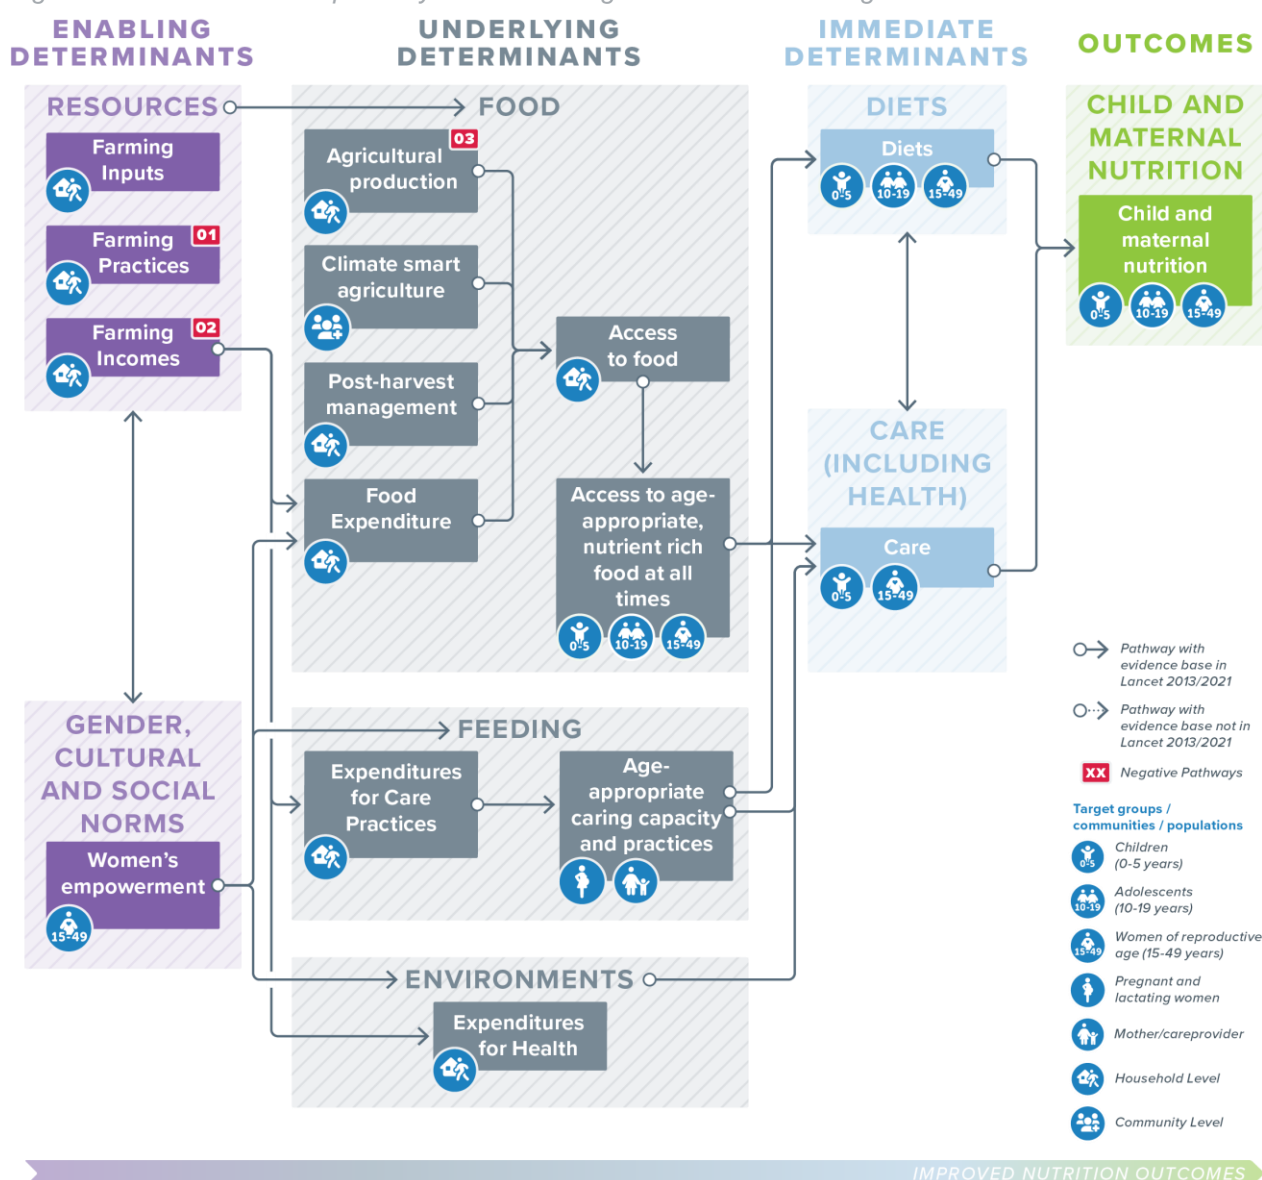 ENABLING
DETERMINANTS
UNDERLYING
DETERMINANTS
IMMEDIATE
DETERMINANTS
OUTCOMES
RESOURCES
Farming
Inputs
Farming
Practices
01
Farming
Incomes
02
GENDER,
CULTURAL
AND SOCIAL
NORMS
Women's
empowerment
15-49
FOOD
03
Agricultural
production
Climate smart
agriculture
Post-harvest
management
Food
Expenditure
Access
to food
Access to age-
appropriate,
nutrient rich
food at all
times
0-5
10-19
15-49
FEEDING
Expenditures
for Care
Practices
Age-
appropriate
caring capacity
and practices
ENVIRONMENTS
Expenditures
for Health
DIETS
Diets
0-5
10-19
15-49
CARE
(INCLUDING
HEALTH)
Care
0-5
15-49
CHILD AND
MATERNAL
NUTRITION
Child and
maternal
nutrition
0-5
10-19
15-49
Pathway with
evidence base in
Lancet 2013/2021
Pathway with
evidence base not in
Lancet 2013/2021
XX Negative Pathways
Target groups /
communities / populations
0-5
Children
(0-5 years)
10-19
Adolescents
(10-19 years)
15-49
Women of reproductive
age (15-49 years)
Pregnant and
lactating women
Mother/careprovider
Household Level
Community Level
IMPROVED NUTRITION OUTCOMES